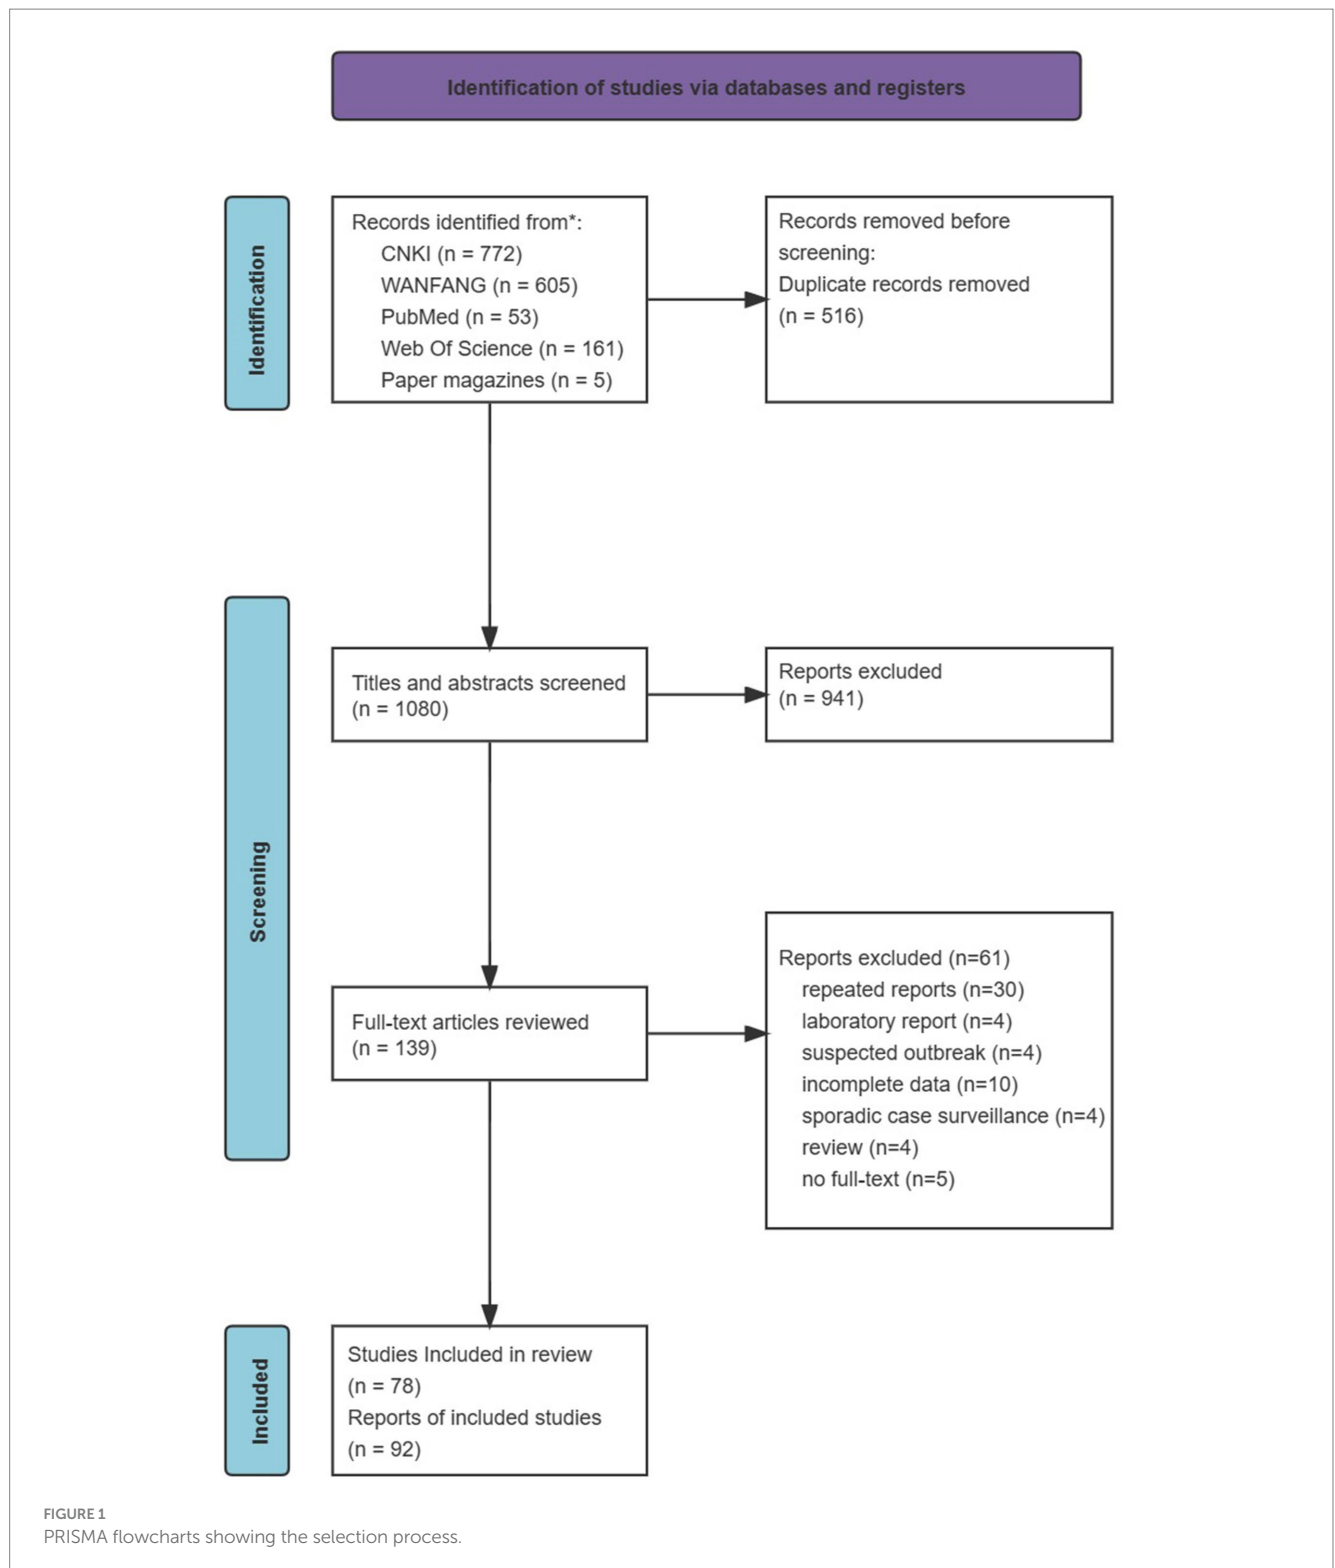 Identification of studies via databases and registers
Identification
Records identified from*:
CNKI (n = 772)
WANFANG (n = 605)
PubMed (n = 53)
Web Of Science (n = 161)
Paper magazines (n = 5)
Records removed before
screening:
Duplicate records removed
(n = 516)
Screening
Titles and abstracts screened
(n = 1080)
Reports excluded
(n = 941)
Full-text articles reviewed
(n = 139)
Reports excluded (n=61)
repeated reports (n=30)
laboratory report (n=4)
suspected outbreak (n=4)
incomplete data (n=10)
sporadic case surveillance (n=4)
review (n=4)
no full-text (n=5)
Included
Studies Included in review
(n = 78)
Reports of included studies
(n = 92)
FIGURE 1
PRISMA flowcharts showing the selection process.